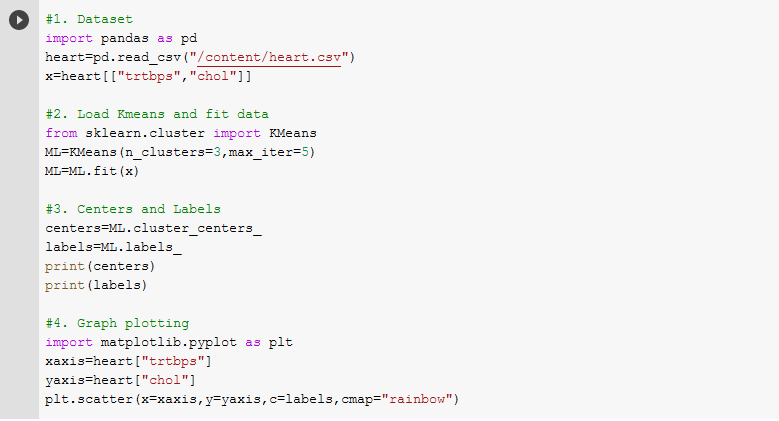 #1. Dataset
import pandas as pd
heart=pd.read_csv("/content/heart.csv")
x=heart[["trtbps","chol"]]
#2. Load Kmeans and fit data
from sklearn.cluster import KMeans
ML=KMeans(n_clusters=3,max_iter=5)
ML=ML.fit(x)
#3. Centers and Labels
centers=ML.cluster_centers_
labels=ML.labels_
print(centers)
print(labels)
#4. Graph plotting
import matplotlib.pyplot as plt
xaxis=heart["trtbps"]
yaxis=heart["chol"]
plt.scatter(x=xaxis,y=yaxis,c=labels,cmap="rainbow")